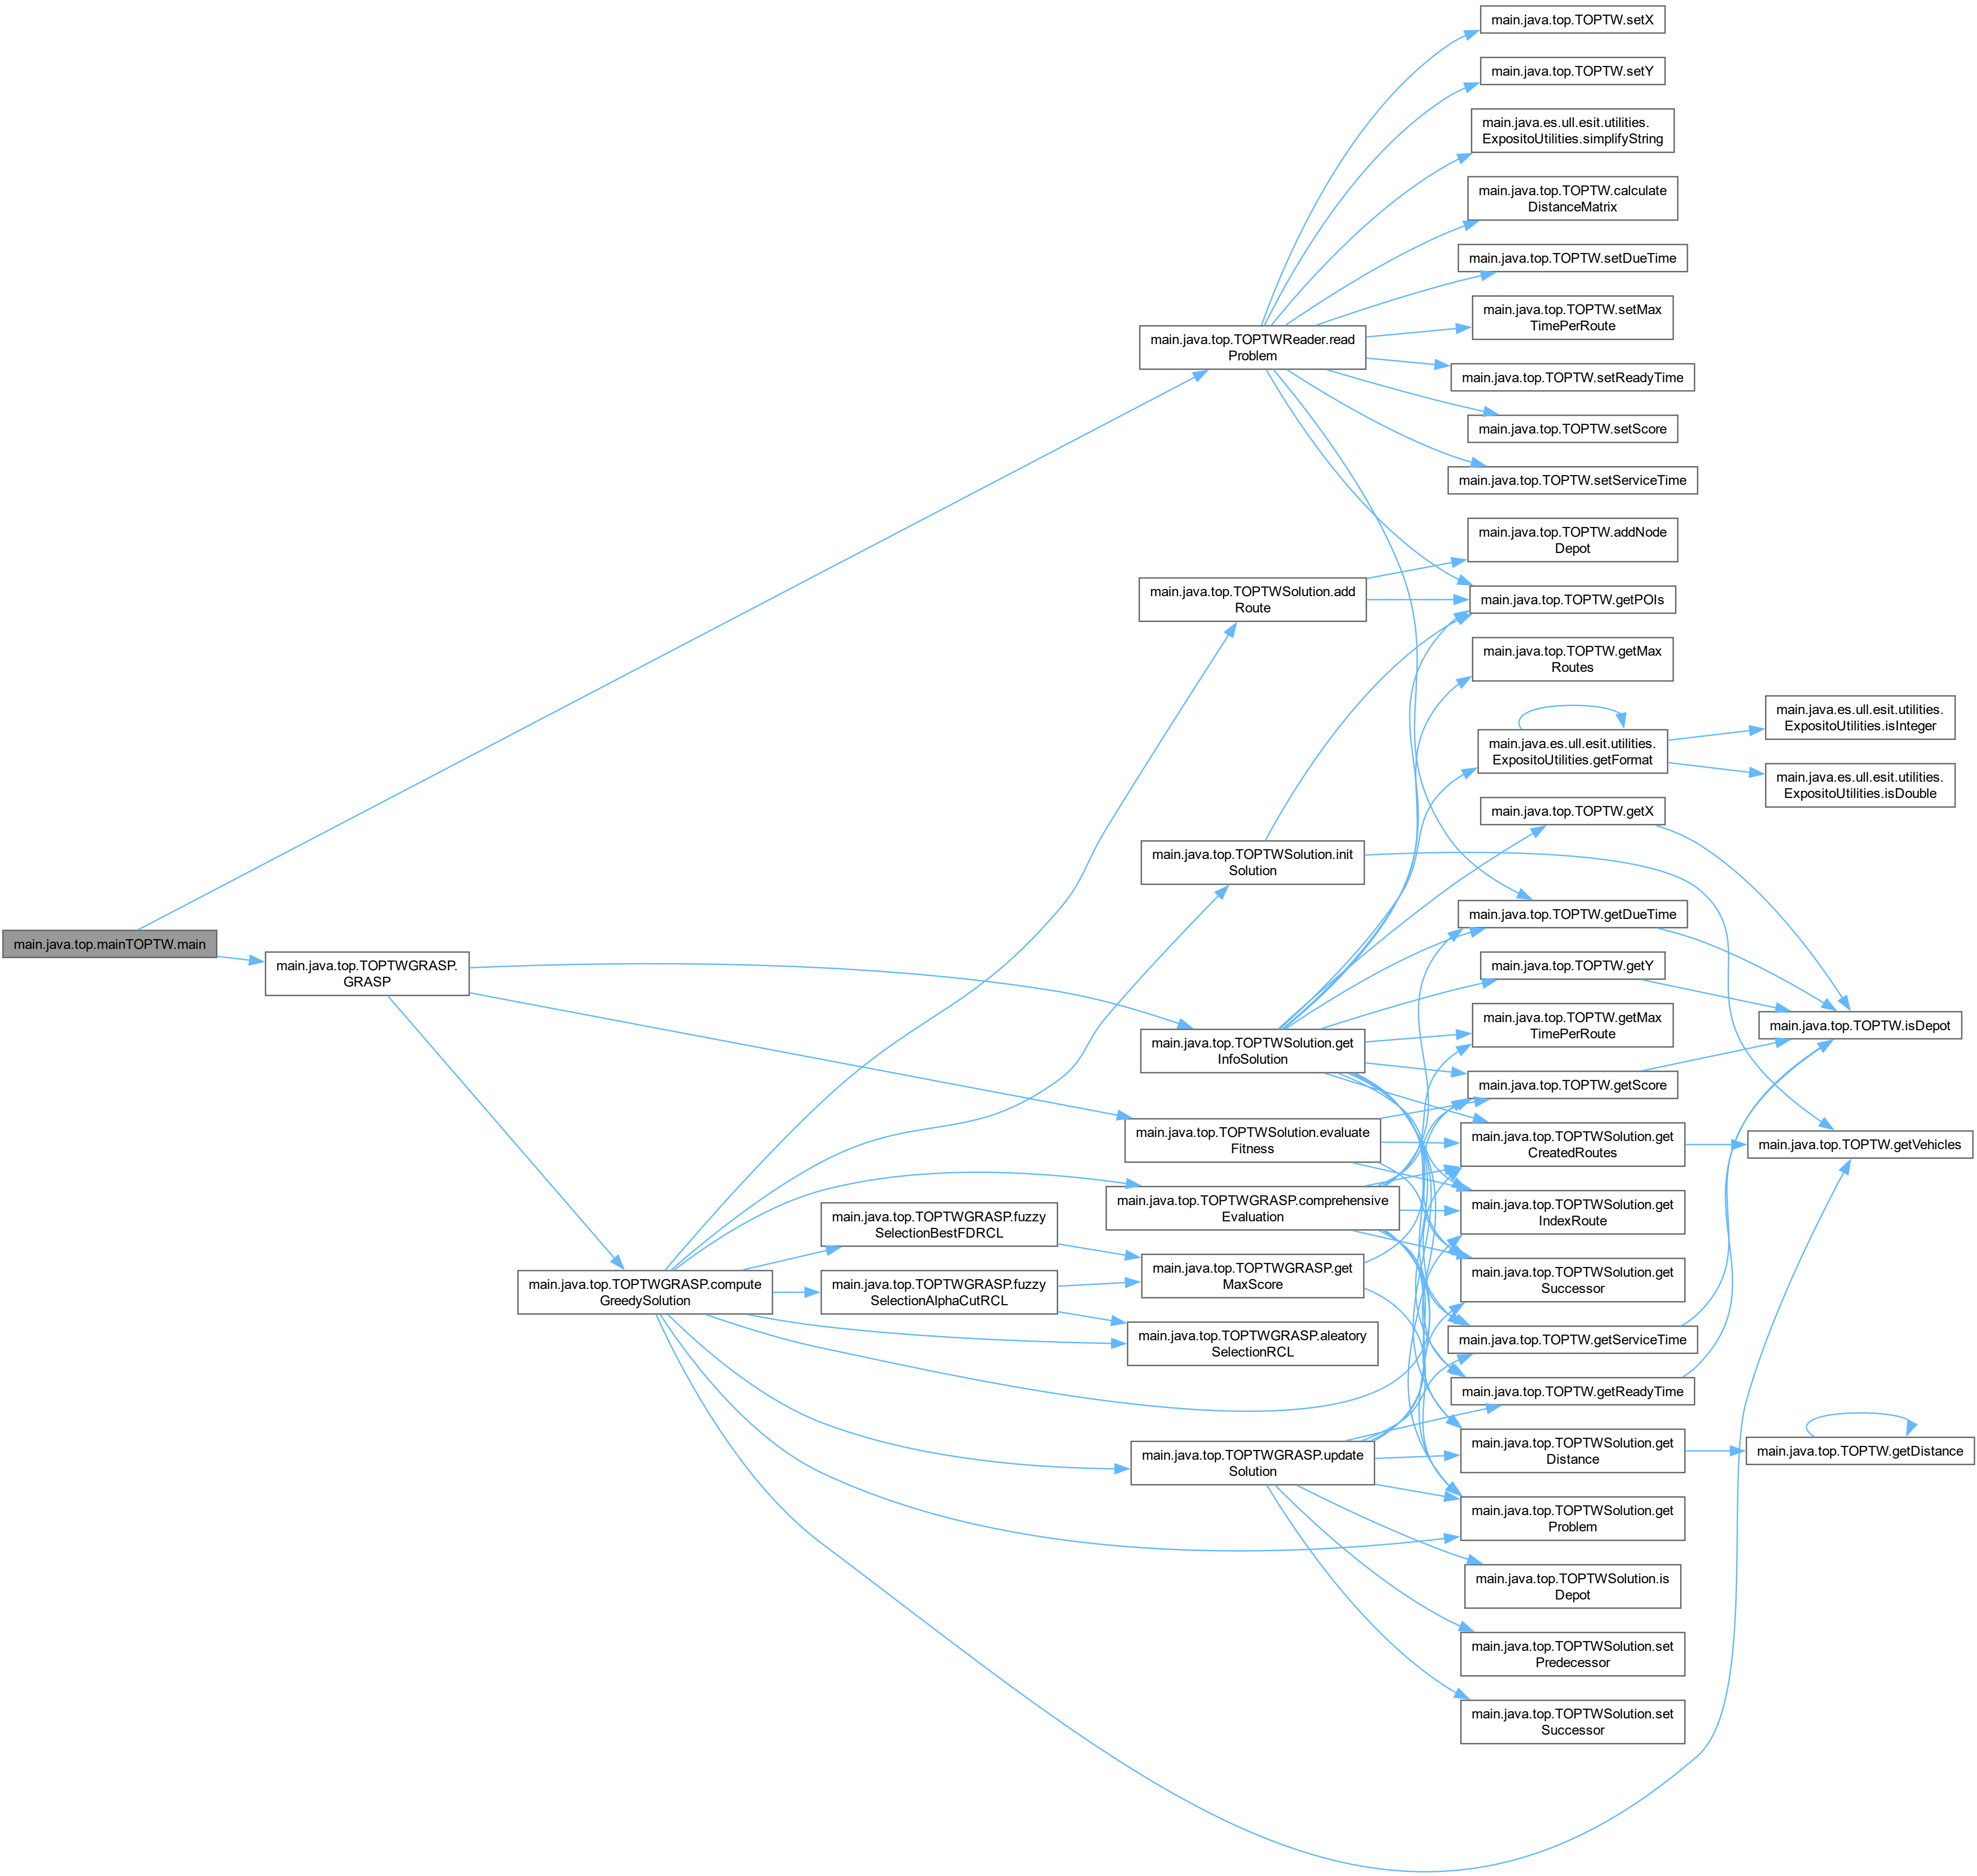 main.java.top.mainTOPTW.main
main.java.top.TOPTWGRASP.
GRASP
main.java.top.TOPTWGRASP.compute
GreedySolution
main.java.top.TOPTWGRASP.fuzzy
SelectionBestFDRCL
main.java.top.TOPTWGRASP.fuzzy
SelectionAlphaCutRCL
main.java.top.TOPTWReader.read
Problem
main.java.top.TOPTWSolution.add
Route
main.java.top.TOPTWSolution.init
Solution
main.java.top.TOPTWSolution.get
InfoSolution
main.java.top.TOPTWSolution.evaluate
Fitness
main.java.top.TOPTWGRASP.comprehensive
Evaluation
main.java.top.TOPTWGRASP.get
MaxScore
main.java.top.TOPTWGRASP.aleatory
SelectionRCL
main.java.top.TOPTWGRASP.update
Solution
main.java.top.TOPTW.setX
main.java.top.TOPTW.setY
main.java.es.ull.esit.utilities.
ExpositoUtilities.simplifyString
main.java.top.TOPTW.calculate
DistanceMatrix
main.java.top.TOPTW.setDueTime
main.java.top.TOPTW.setMax
TimePerRoute
main.java.top.TOPTW.setReadyTime
main.java.top.TOPTW.setScore
main.java.top.TOPTW.setServiceTime
main.java.top.TOPTW.addNode
Depot
main.java.top.TOPTW.getPOIs
main.java.top.TOPTW.getMax
Routes
main.java.es.ull.esit.utilities.
ExpositoUtilities.getFormat
main.java.top.TOPTW.getX
main.java.top.TOPTW.getDueTime
main.java.top.TOPTW.getY
main.java.top.TOPTW.getMax
TimePerRoute
main.java.top.TOPTW.getScore
main.java.top.TOPTWSolution.get
CreatedRoutes
main.java.top.TOPTWSolution.get
IndexRoute
main.java.top.TOPTWSolution.get
Successor
main.java.top.TOPTW.getServiceTime
main.java.top.TOPTW.getReadyTime
main.java.top.TOPTWSolution.get
Distance
main.java.top.TOPTWSolution.get
Problem
main.java.top.TOPTWSolution.is
Depot
main.java.top.TOPTWSolution.set
Predecessor
main.java.top.TOPTWSolution.set
Successor
main.java.es.ull.esit.utilities.
ExpositoUtilities.isInteger
main.java.es.ull.esit.utilities.
ExpositoUtilities.isDouble
main.java.top.TOPTW.isDepot
main.java.top.TOPTW.getVehicles
main.java.top.TOPTW.getDistance